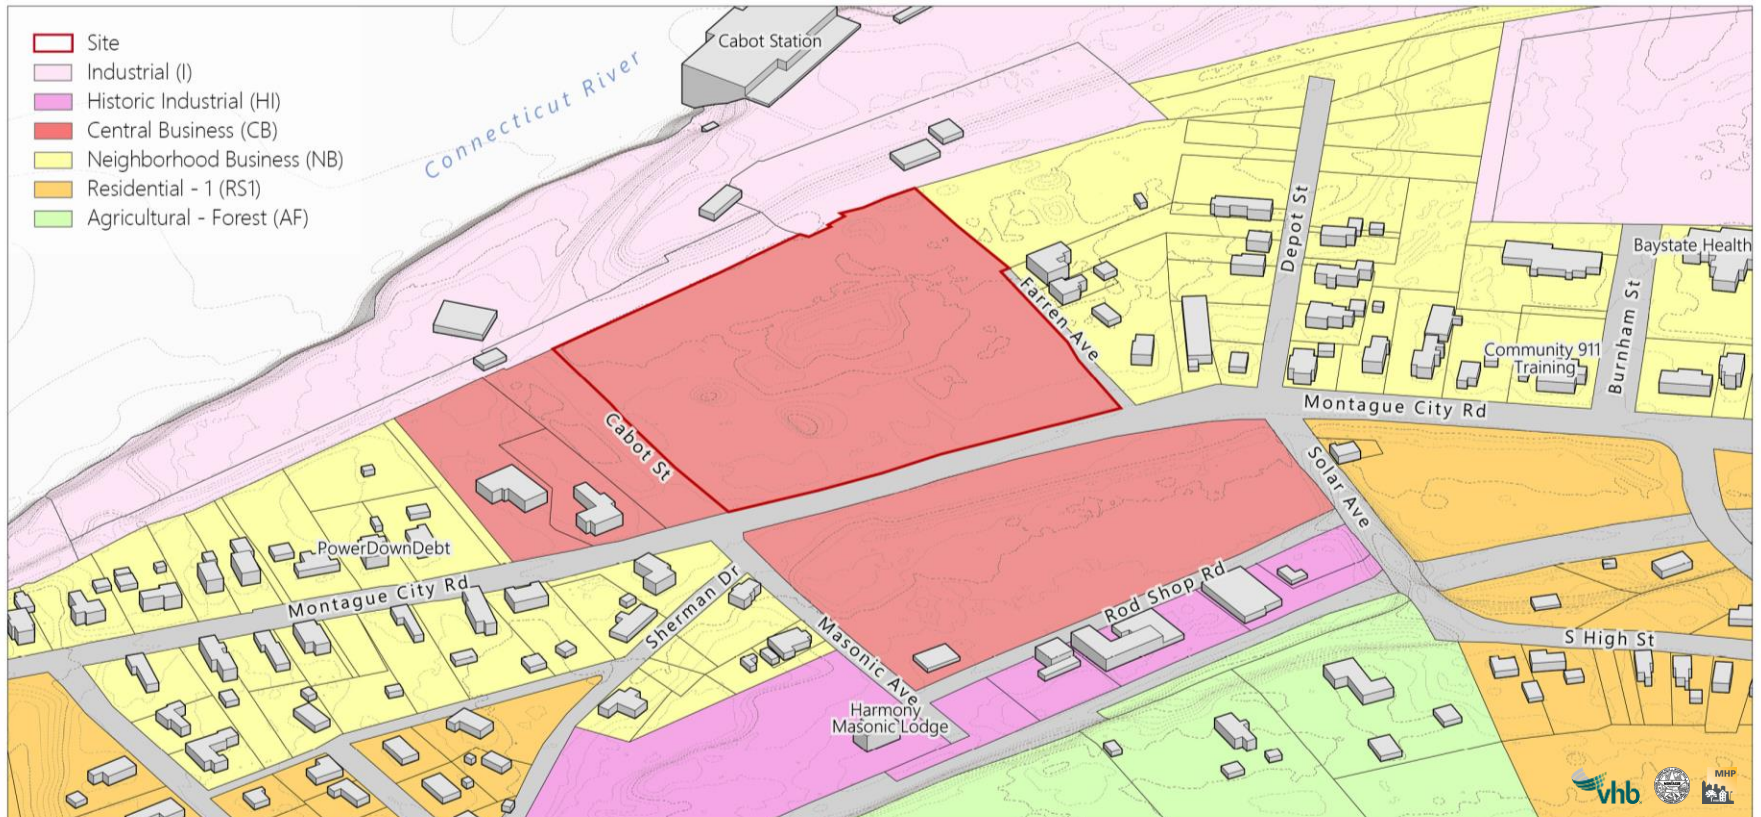 Site
Industrial (I)
Historic Industrial (HI)
Central Business (CB)
Neighborhood Business (NB)
Residential - 1 (RS1)
Agricultural - Forest (AF)
Connecticut River
Cabot Station
Depot St
Baystate Health
Farren Ave
Burnham St
Community 911
Training
Montague City Rd
Cabot St
Solar Ave
PowerDownDebt
Montague City Rd
Sherman Dr
Rod Shop Rd
Masonic Ave
S High St
Harmony
Masonic Lodge
vhb
MHP